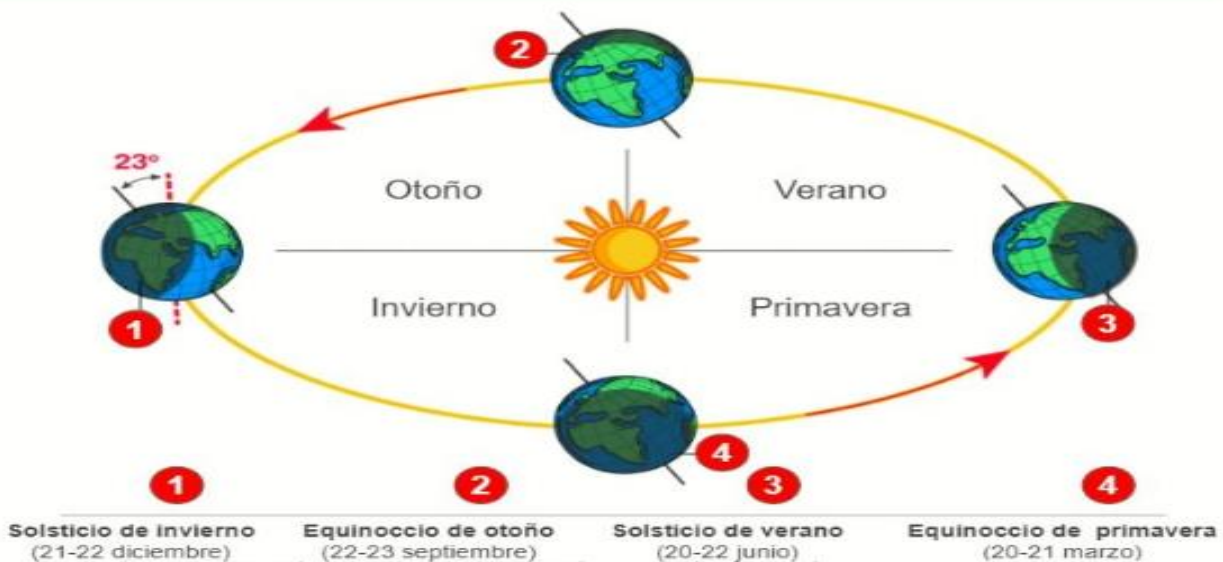 2
23º
Otoño
Verano
1
Invierno
Primavera
3
4
1 2 3 4
Solsticio de invierno Equinoccio de otoño Solsticio de verano Equinoccio de primavera
(21-22 diciembre) (22-23 septiembre) (20-22 junio) (20-21 marzo)